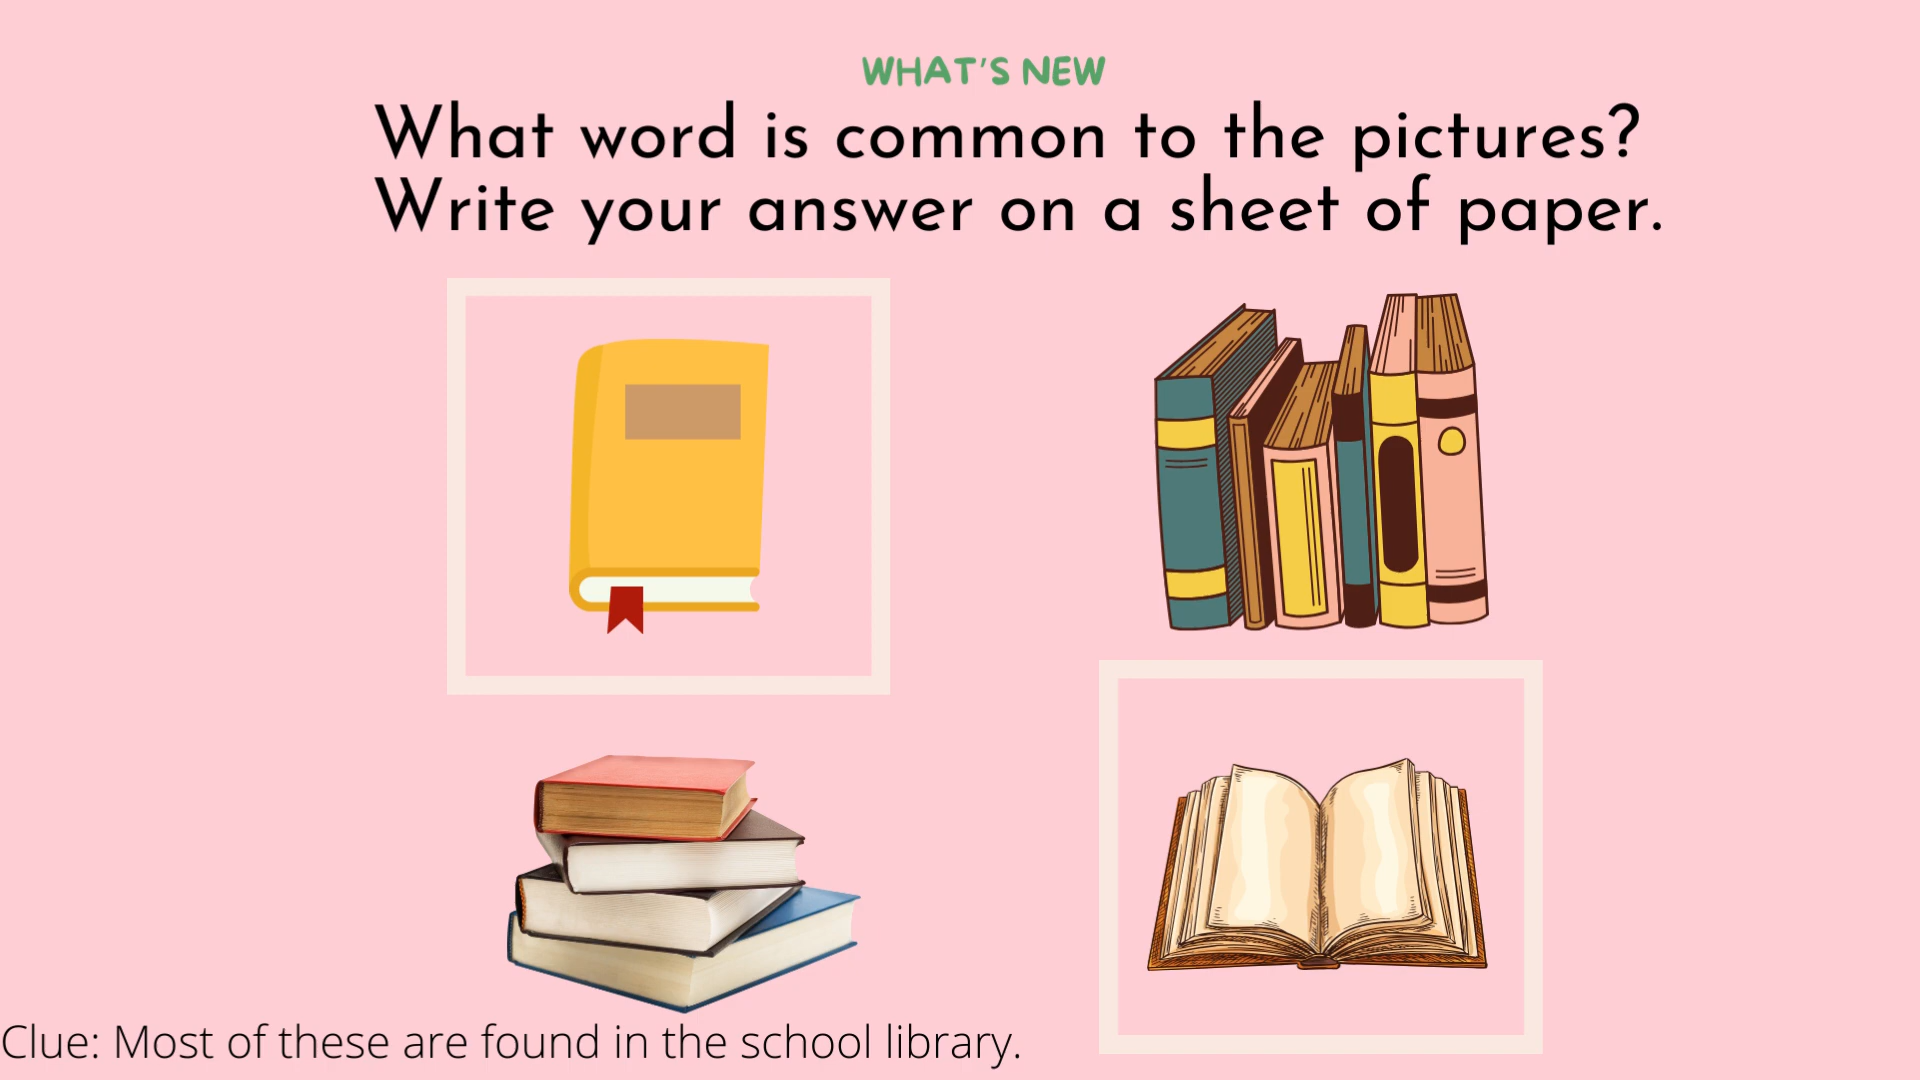 WHAT'S NEW
What word is common to the pictures?
Write your answer on a sheet of paper.
Clue: Most of these are found in the school library.